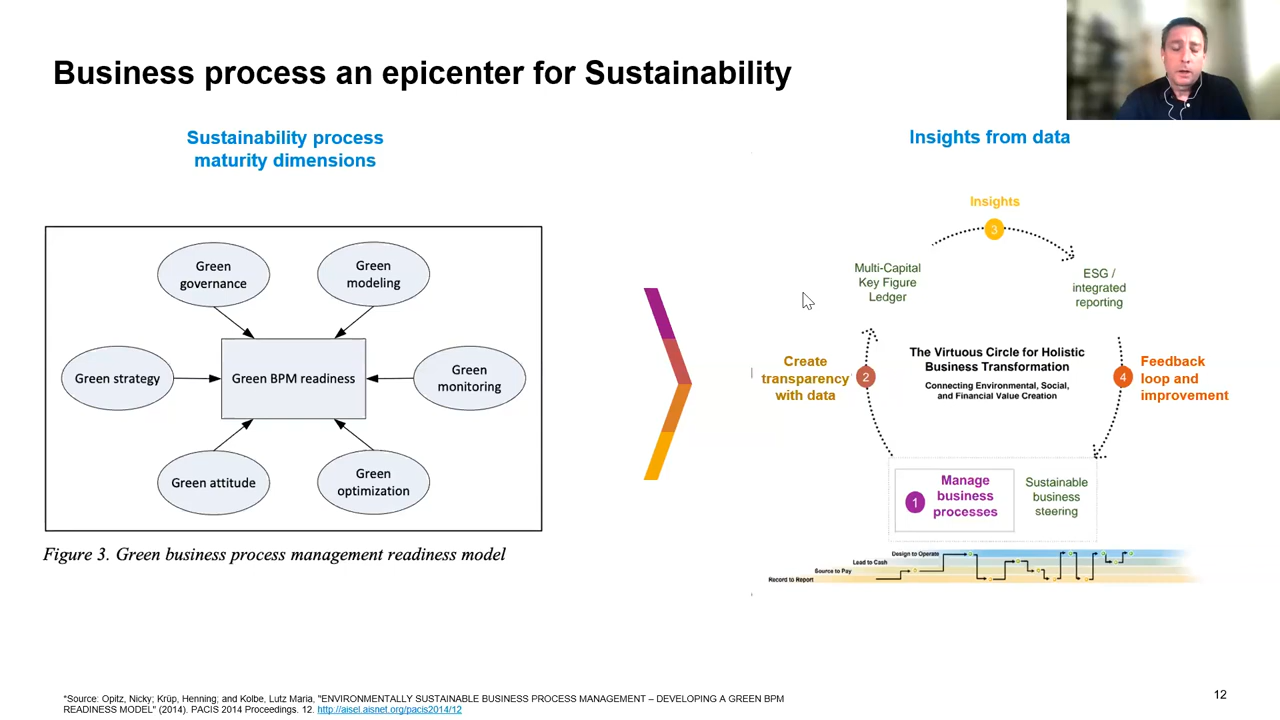 Business process an epicenter for Sustainability
Sustainability process
maturity dimensions
Green
governance
Green
modeling
Green strategy
Green BPM readiness
Green
monitoring
Green attitude
Green
optimization
Figure 3. Green business process management readiness model
Insights from data
Insights
3
Multi-Capital
Key Figure
Ledger
ESG /
integrated
reporting
The Virtuous Circle for Holistic
Business Transformation
Connecting Environmental, Social,
and Financial Value Creation
Create
transparency
with data
2
4
Feedback
loop and
improvement
1
Manage
business
processes
Sustainable
business
steering
Design to Operate
Lead to Cash
Source to Pay
Record to Report
"Source: Opitz, Nicky; Krüp, Henning; and Kolbe, Lutz Maria, "ENVIRONMENTALLY SUSTAINABLE BUSINESS PROCESS MANAGEMENT – DEVELOPING A GREEN BPM
READINESS MODEL" (2014). PACIS 2014 Proceedings. 12. http://aisel.aisnet.org/pacis2014/12
12